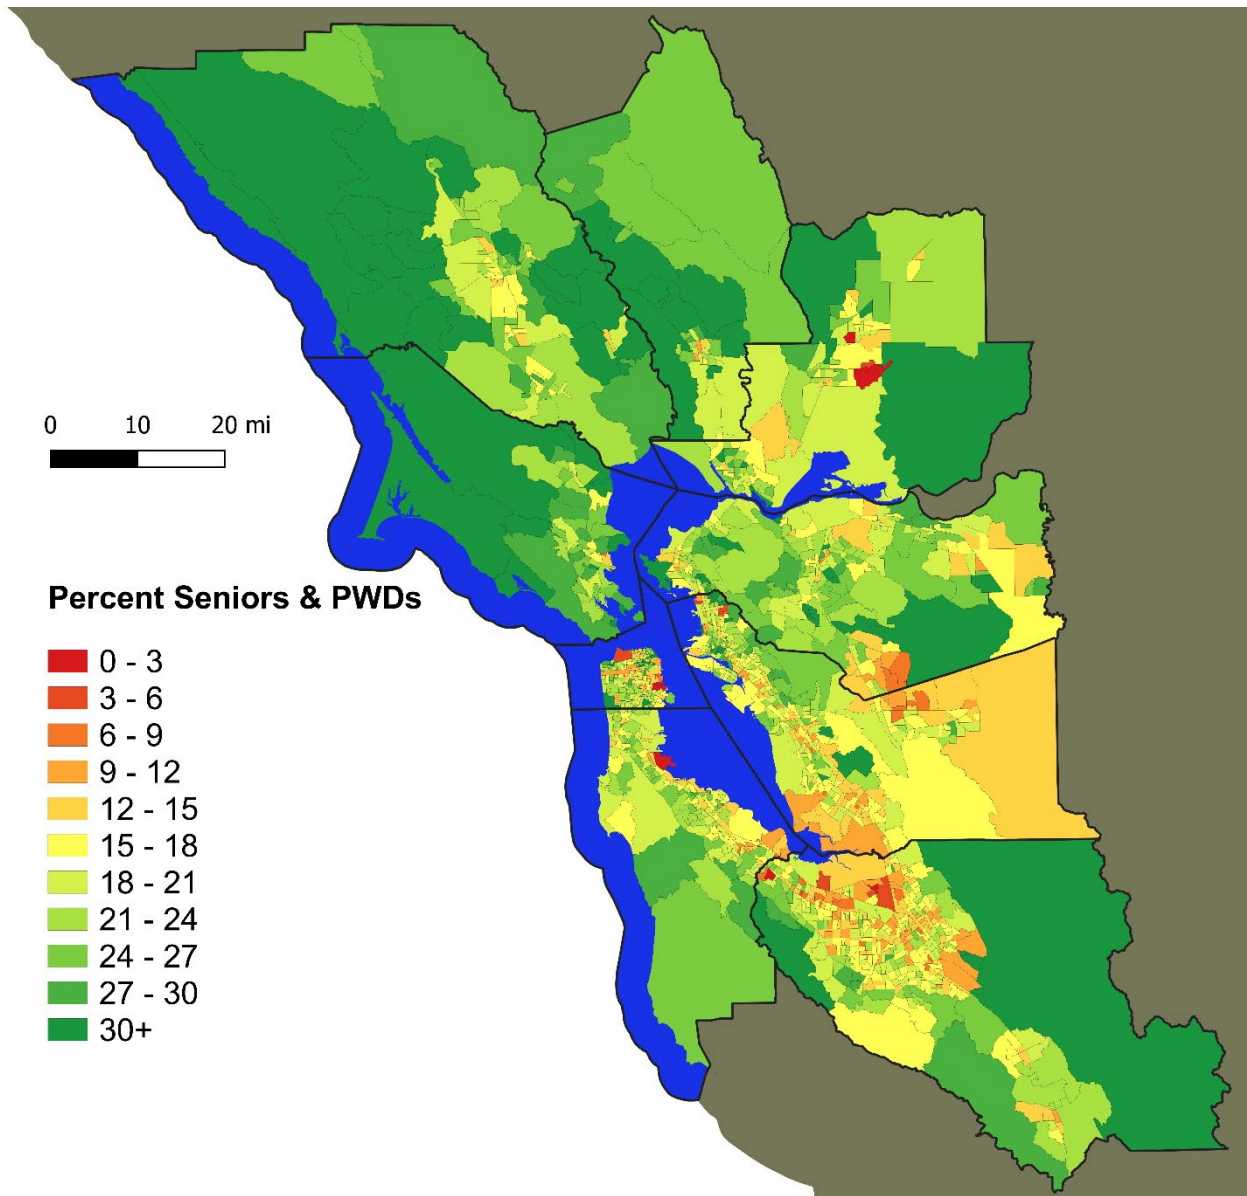 0 10 20 mi
Percent Seniors & PWDs
0 - 3
3 - 6
6 - 9
9 - 12
12 - 15
15 - 18
18 - 21
21 - 24
24 - 27
27 - 30
30+